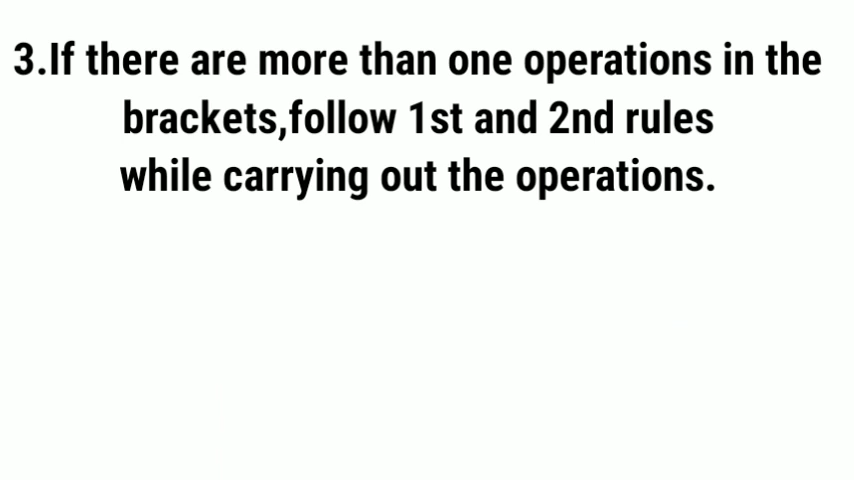 3.If there are more than one operations in the
brackets,follow 1st and 2nd rules
while carrying out the operations.